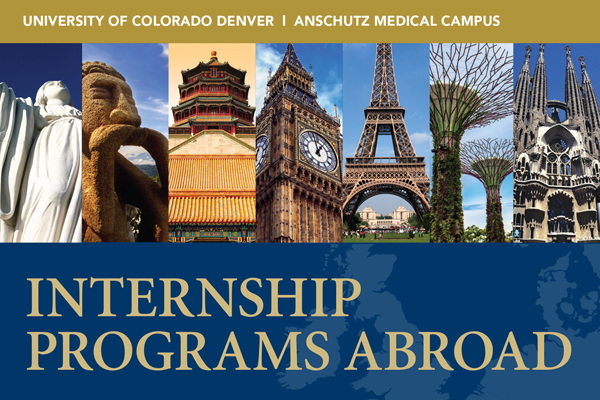 UNIVERSITY OF COLORADO DENVER | ANSCHUTZ MEDICAL CAMPUS
INTERNSHIP
PROGRAMS ABROAD